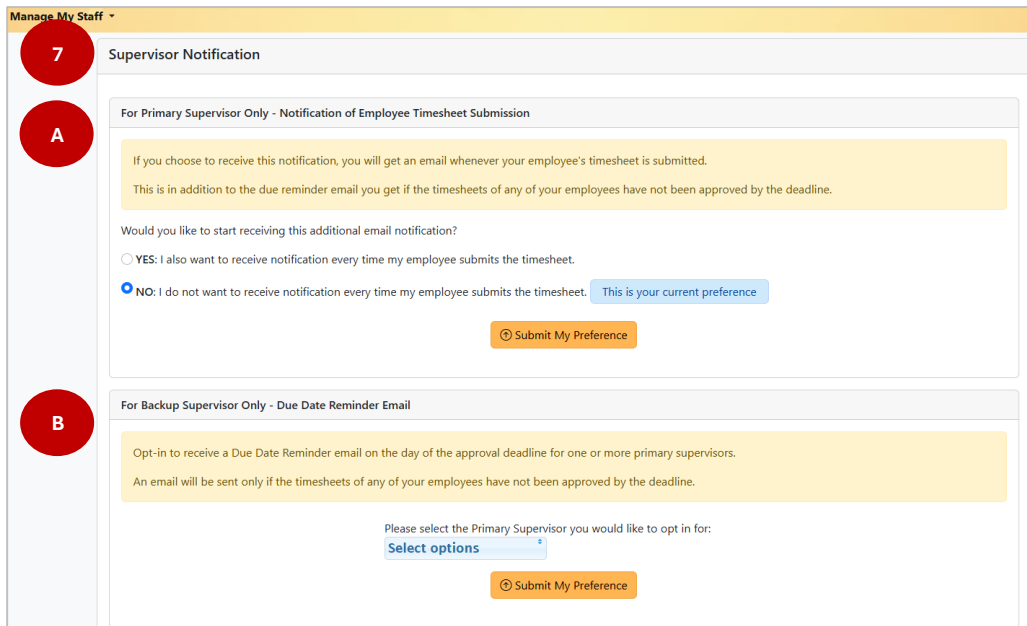 Manage My Staff
7
Supervisor Notification
A
For Primary Supervisor Only - Notification of Employee Timesheet Submission
If you choose to receive this notification, you will get an email whenever your employee's timesheet is submitted.
This is in addition to the due reminder email you get if the timesheets of any of your employees have not been approved by the deadline.
Would you like to start receiving this additional email notification?
YES: I also want to receive notification every time my employee submits the timesheet.
NO: I do not want to receive notification every time my employee submits the timesheet. This is your current preference
Submit My Preference
B
For Backup Supervisor Only - Due Date Reminder Email
Opt-in to receive a Due Date Reminder email on the day of the approval deadline for one or more primary supervisors.
An email will be sent only if the timesheets of any of your employees have not been approved by the deadline.
Please select the Primary Supervisor you would like to opt in for:
Select options
Submit My Preference